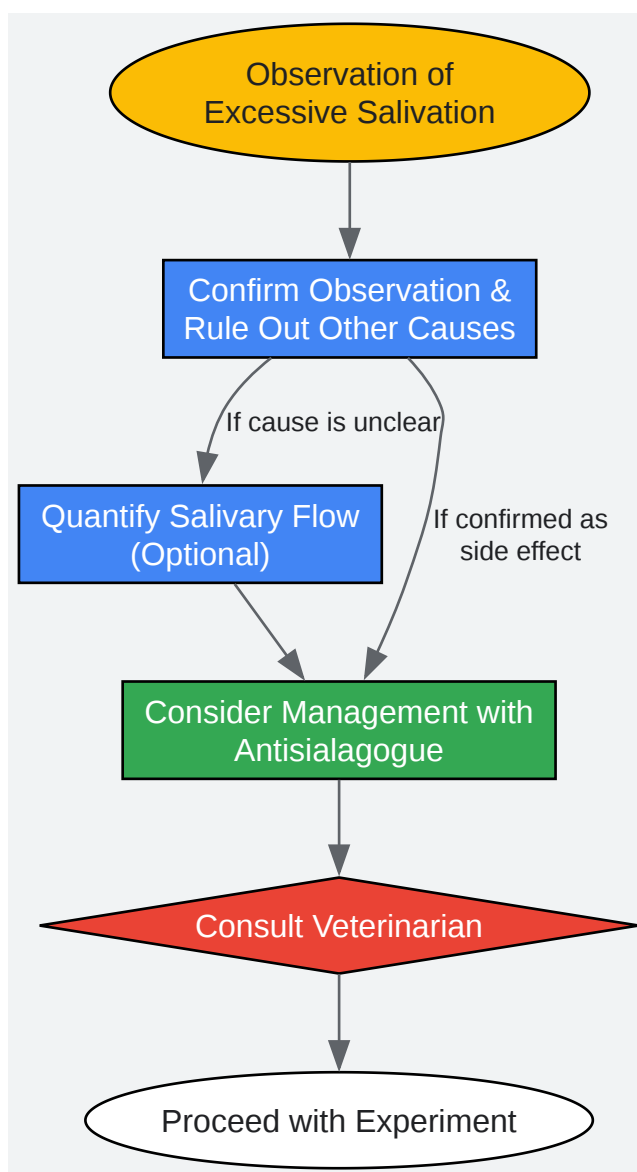 Observation of
Excessive Salivation
Confirm Observation &
Rule Out Other Causes
If cause is unclear
Quantify Salivary Flow
(Optional)
If confirmed as
side effect
Consider Management with
Antisialagogue
Consult Veterinarian
Proceed with Experiment